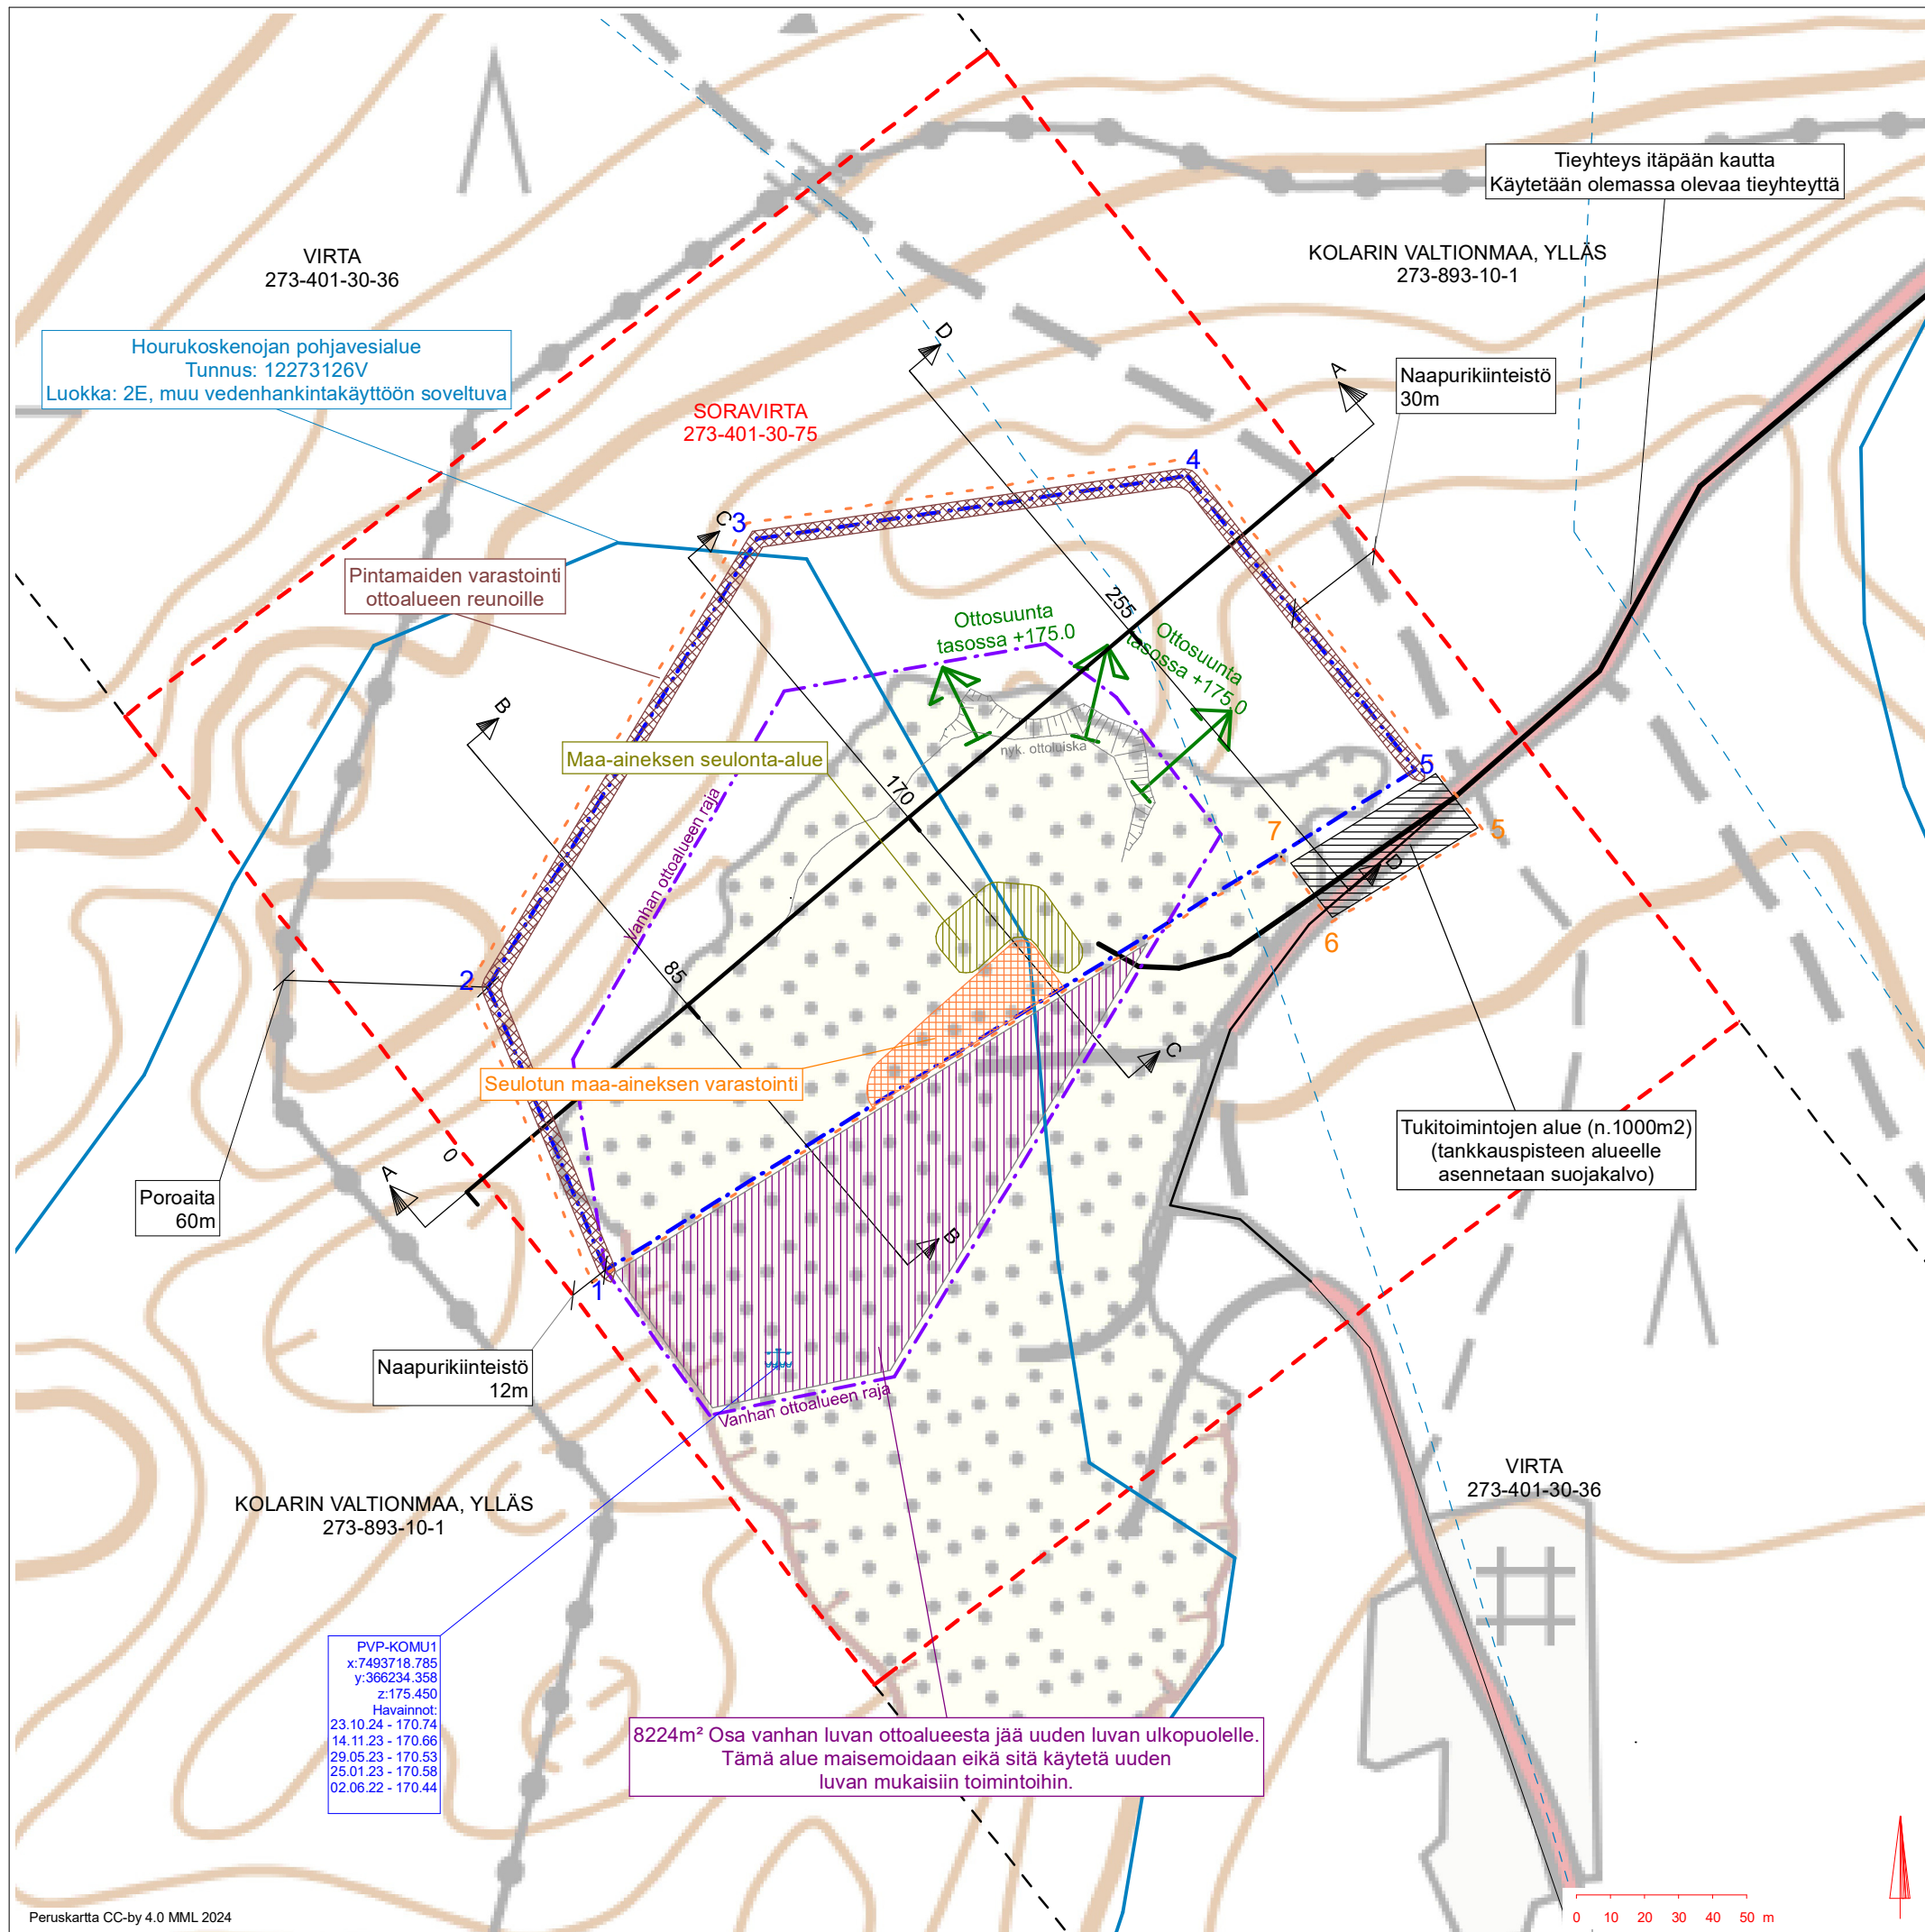 Tieyhteys itäpään kautta
Käytetään olemassa olevaa tieyhteyttä
VIRTA
273-401-30-36
KOLARIN VALTIONMAA, YLLÄS
273-893-10-1
Hourukoskenojan pohjavesialue
Tunnus: 12273126V
Luokka: 2E, muu vedenhankintakäyttöön soveltuva
D
A
Naapurikiinteistö
30m
SORAVIRTA
273-401-30-75
4
C
3
Pintamaiden varastointi
ottoalueen reunoille
255
Ottosuunta
tasossa +175.0
Ottosuunta
tasossa +175.0
B
nyk. ottoluiska
Maa-aineksen seulonta-alue
5
170
Vanhan ottoalueen raja
7
5
D
6
2
85
C
Seulotun maa-aineksen varastointi
Tukitoimintojen alue (n.1000m2)
(tankkauspisteen alueelle
asennetaan suojakalvo)
0
A
Poroaita
60m
B
1
Naapurikiinteistö
12m
Vanhan ottoalueen raja
VIRTA
273-401-30-36
KOLARIN VALTIONMAA, YLLÄS
273-893-10-1
PVP-KOMU1
x:7493718.785
y:366234.358
z:175.450
Havainnot:
23.10.24 - 170.74
14.11.23 - 170.66
29.05.23 - 170.53
25.01.23 - 170.58
02.06.22 - 170.44
8224m² Osa vanhan luvan ottoalueesta jää uuden luvan ulkopuolelle.
Tämä alue maisemoidaan eikä sitä käytetä uuden
luvan mukaisiin toimintoihin.
Peruskartta CC-by 4.0 MML 2024
0 10 20 30 40 50 m